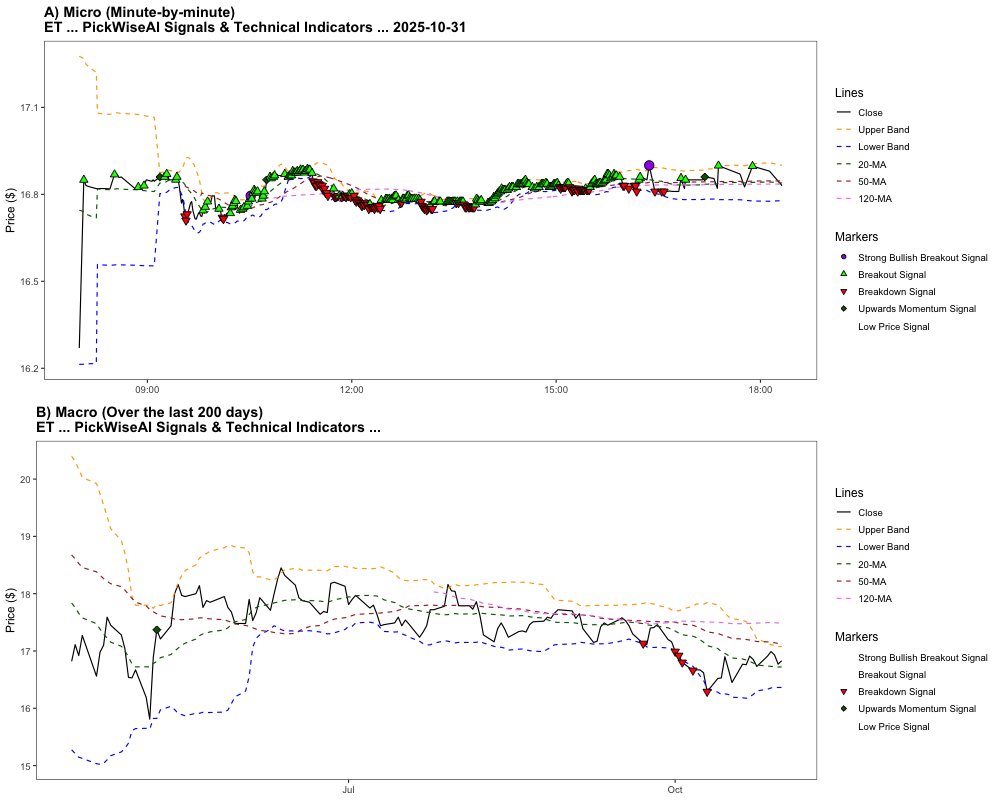 A) Micro (Minute-by-minute)
ET ... PickWiseAI Signals & Technical Indicators ... 2025-10-31
Price ($)
17.1
16.8
16.5
16.2
09:00
12:00
15:00
18:00
Lines
Close
Upper Band
Lower Band
20-MA
50-MA
120-MA
Markers
Strong Bullish Breakout Signal
Breakout Signal
Breakdown Signal
Upwards Momentum Signal
Low Price Signal
B) Macro (Over the last 200 days)
ET ... PickWiseAI Signals & Technical Indicators ...
Price ($)
20
19
18
17
16
15
Jul
Oct
Lines
Close
Upper Band
Lower Band
20-MA
50-MA
120-MA
Markers
Strong Bullish Breakout Signal
Breakout Signal
Breakdown Signal
Upwards Momentum Signal
Low Price Signal